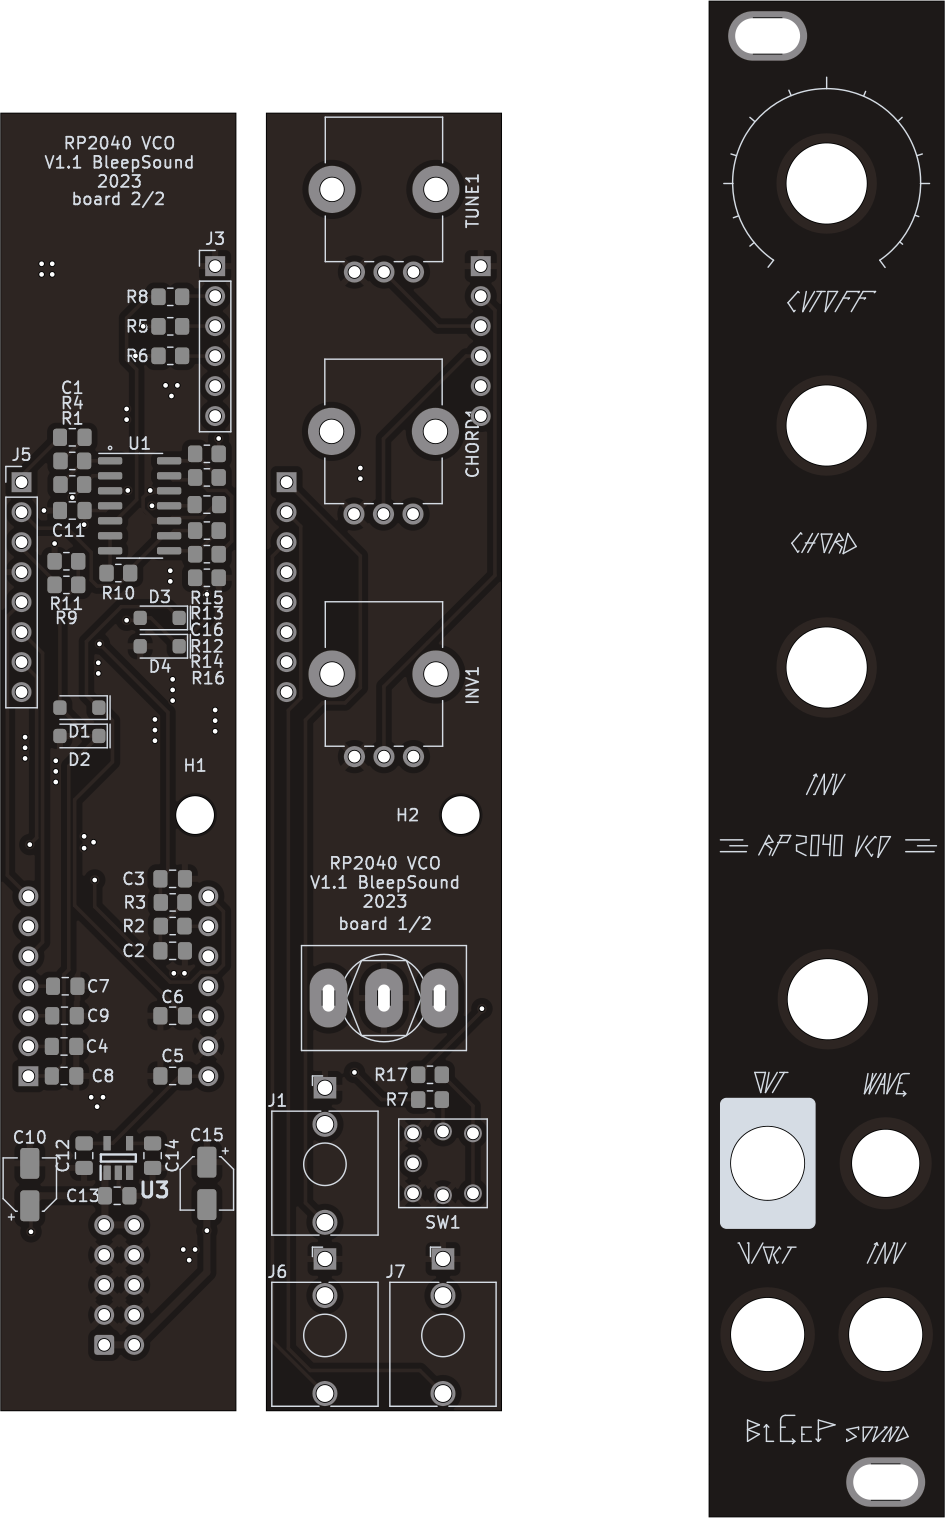 RP2040 VCO
V1.1 BleepSound
2023
board 2/2
J3
R8
R5
R6
C1
R4
R1
U1
J5
C11
R10
R11
R9
R15
R13
C16
R12
R14
R16
D3
D4
D1
D2
H1
C3
R3
R2
C2
C7
C6
C9
C4
C5
C8
C10
C12
C14
C15
+
C13
U3
+
TUNE1
CHORD1
INV1
H2
RP2040 VCO
V1.1 BleepSound
2023
board 1/2
R17
R7
J1
SW1
J6
J7
CUTOFF
CHORD
INV
RP2040 VCO
OUT
WAVE
V/OCT
INV
BLEEP SOUND